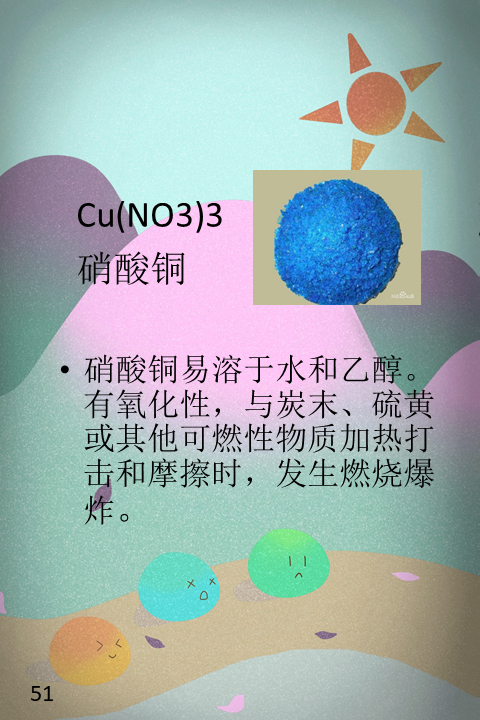 Cu(NO3)3
硝酸铜
• 硝酸铜易溶于水和乙醇。
有氧化性，与炭末、硫黄
或其他可燃性物质加热打
击和摩擦时，发生燃烧爆
炸。
51